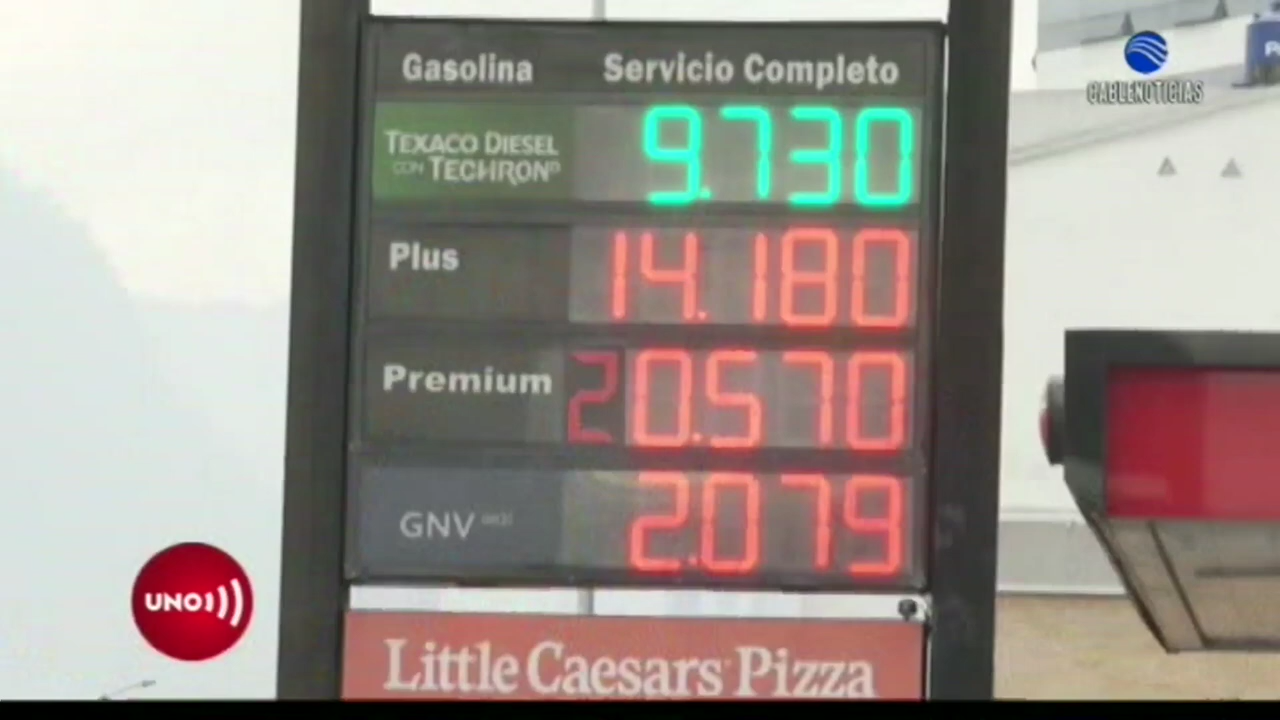 Gasolina Servicio Completo
CABLENOTICIAS
TEXACO DIESEL
CON TECHRON D
9.730
Plus 14.180
Premium 20.570
GNV 2.079
UNO1
Little Caesars Pizza